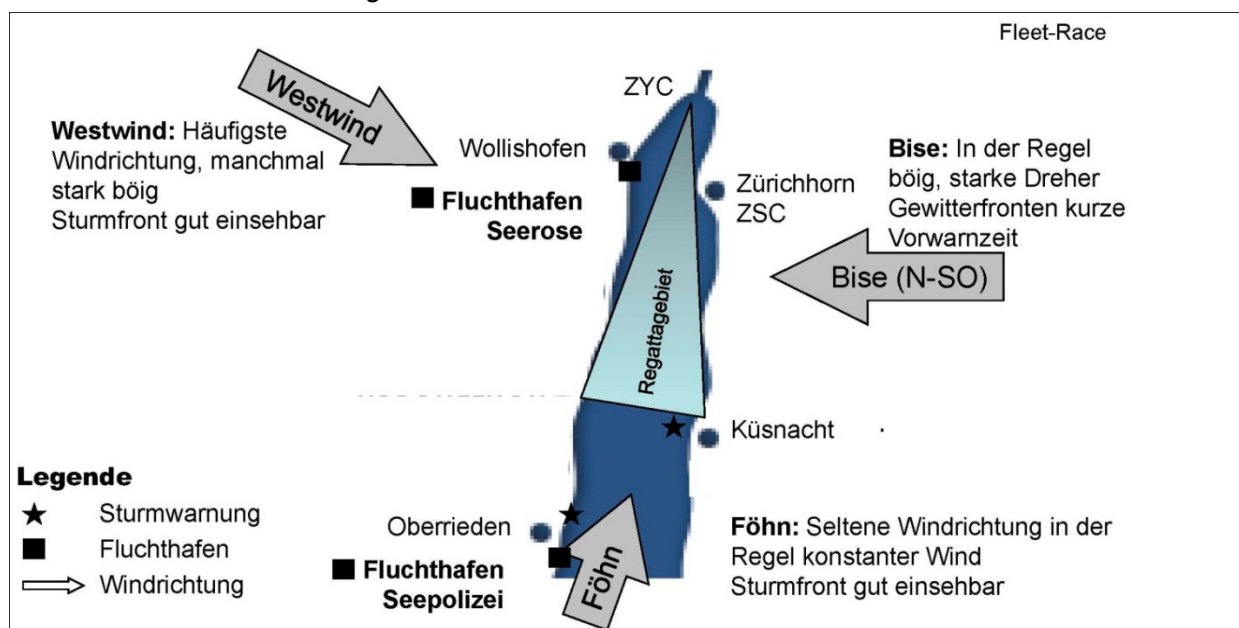 Fleet-Race
ZYC
Westwind
Westwind: Häufigste
Windrichtung, manchmal
stark böig
Sturmfront gut einsehbar
Wollishofen
Fluchthafen
Seerose
Zürichhorn
ZSC
Bise: In der Regel
böig, starke Dreher
Gewitterfronten kurze
Vorwarnzeit
Bise (N-SO)
Regattagebiet
Küsnacht
Legende
Sturmwarnung
Fluchthafen
Windrichtung
Oberrieden
Fluchthafen
Seepolizei
Föhn
Föhn: Seltene Windrichtung in der
Regel konstanter Wind
Sturmfront gut einsehbar